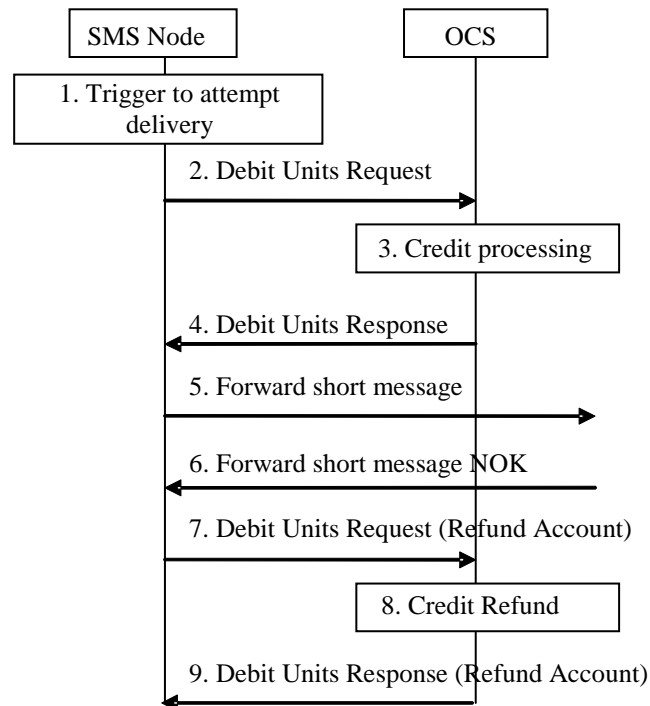 SMS Node
OCS
1. Trigger to attempt
delivery
2. Debit Units Request
3. Credit processing
4. Debit Units Response
5. Forward short message
6. Forward short message NOK
7. Debit Units Request (Refund Account)
8. Credit Refund
9. Debit Units Response (Refund Account)